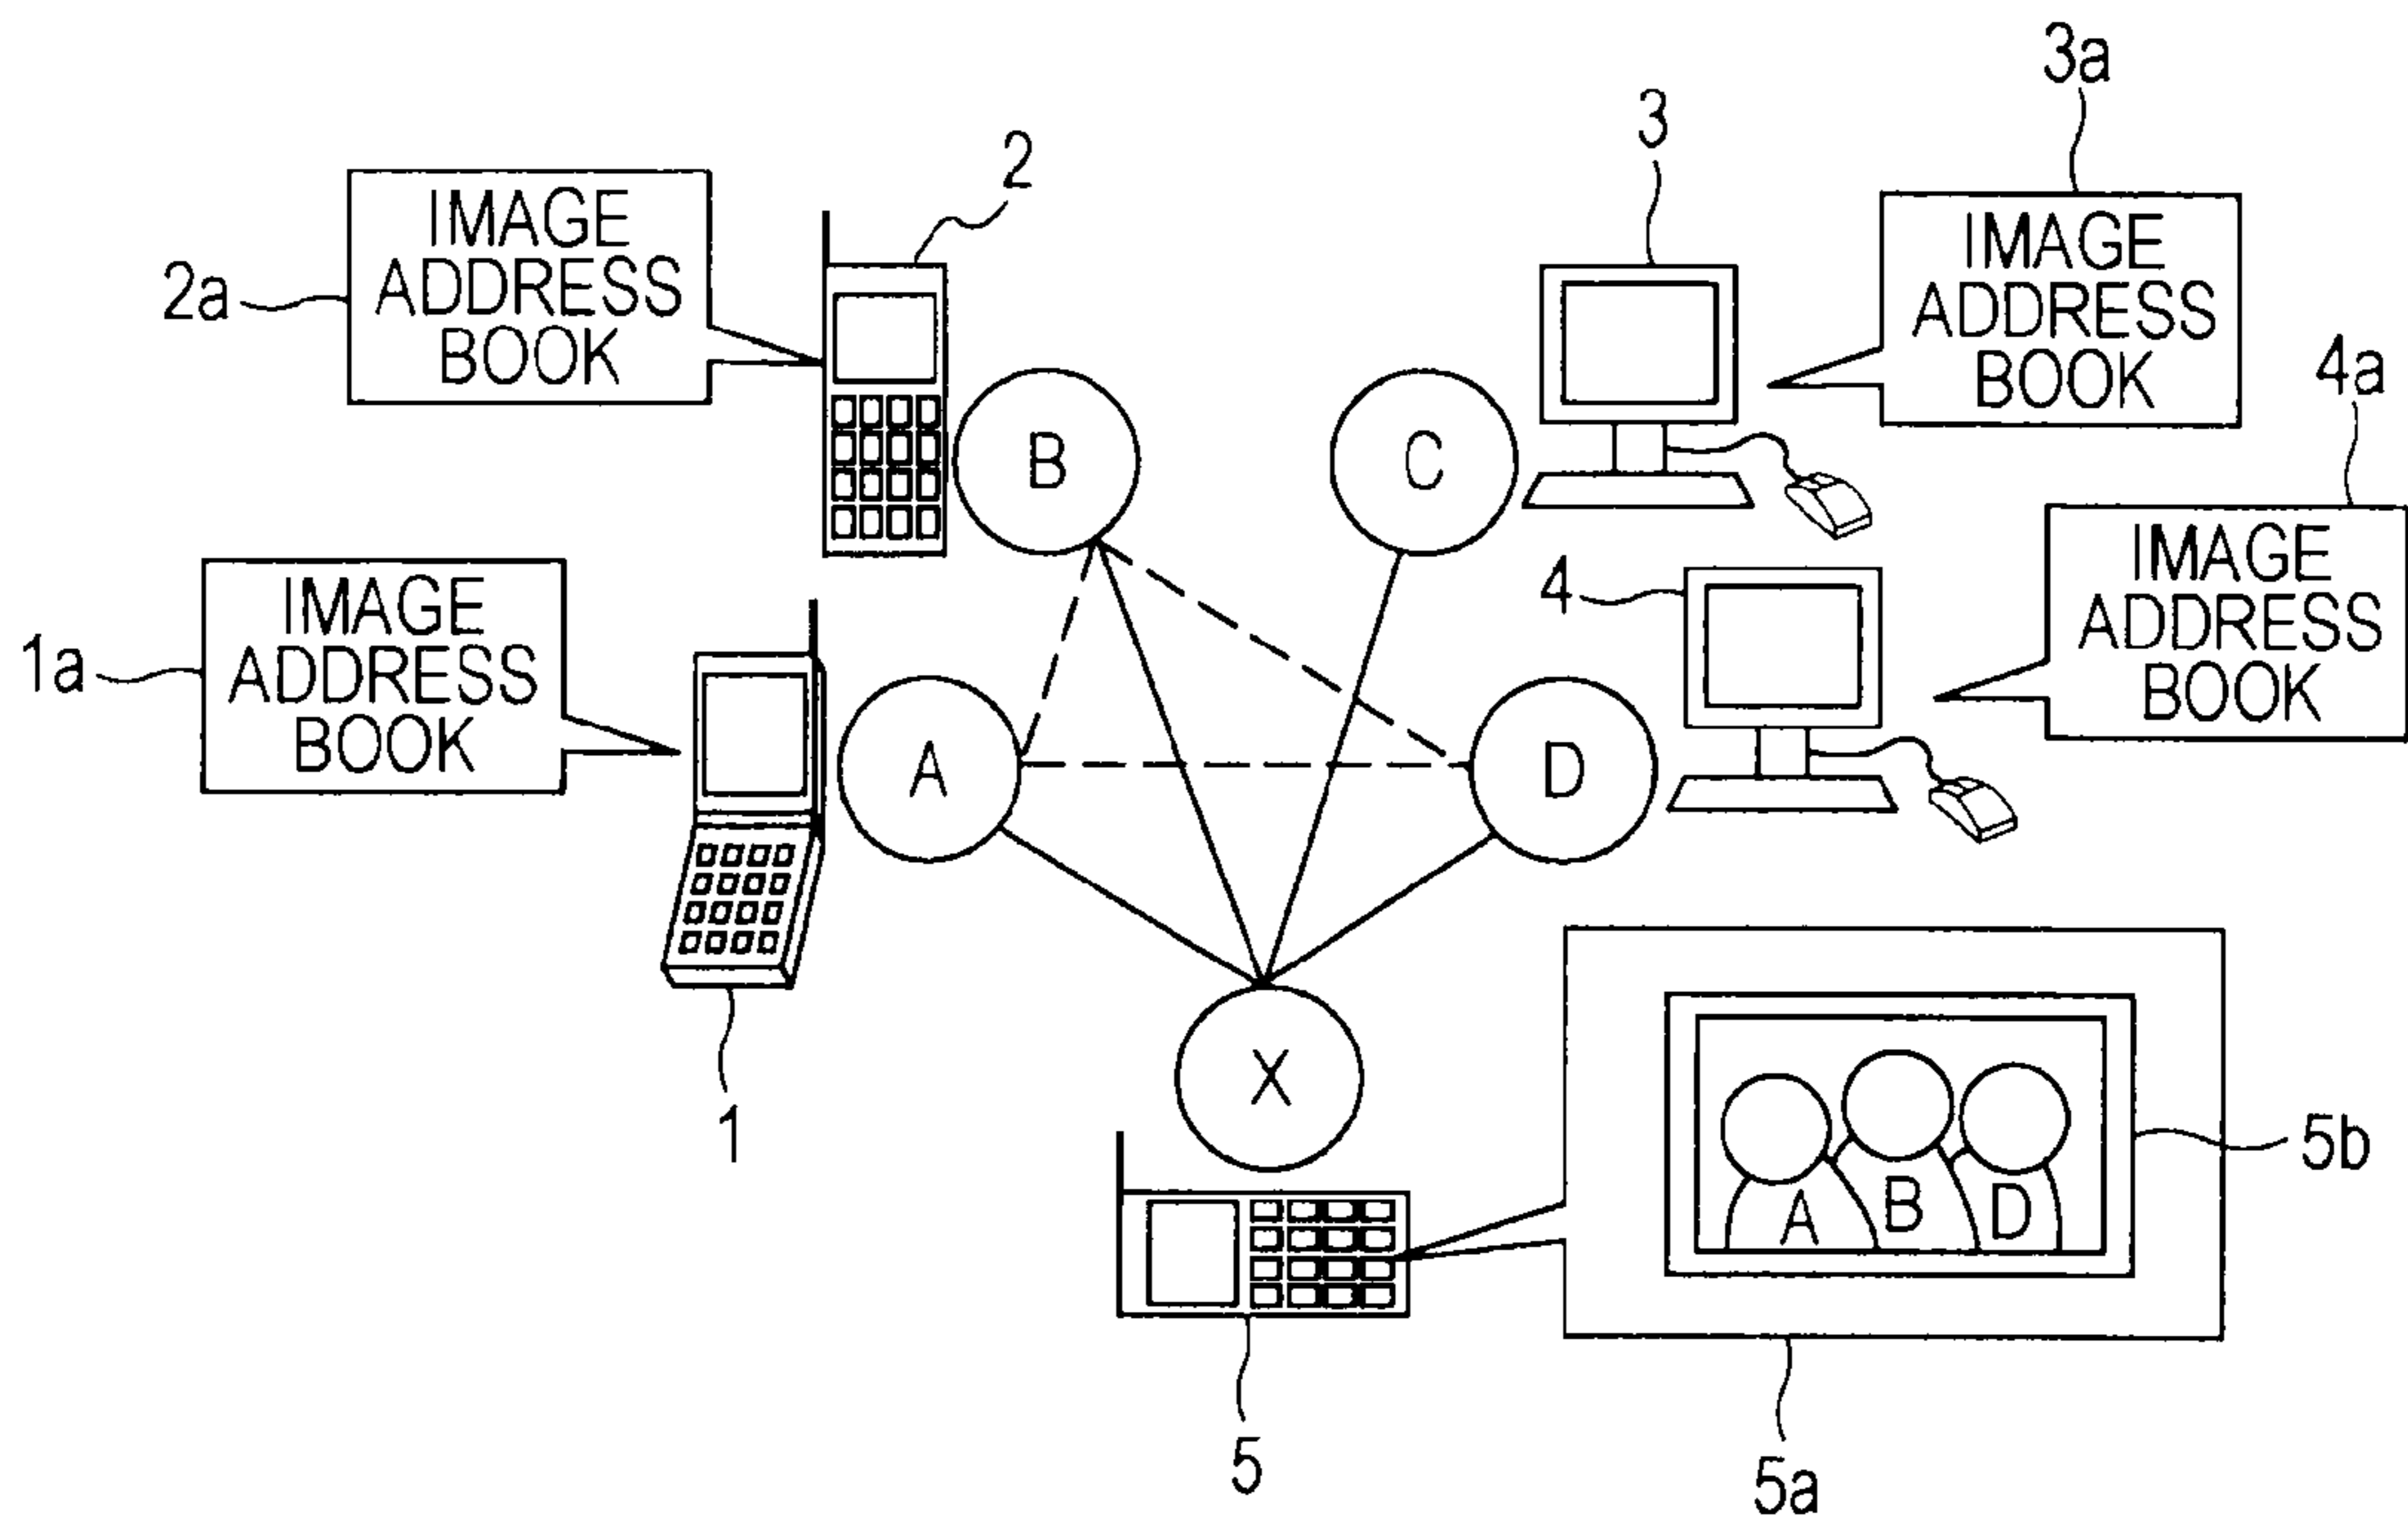 3a
3
2
IMAGE
ADDRESS
BOOK
2a
IMAGE
ADDRESS
BOOK
4a
B
C
IMAGE
ADDRESS
BOOK
4
IMAGE
ADDRESS
BOOK
1a
A
D
X
1
A
B
D
5b
5
5a